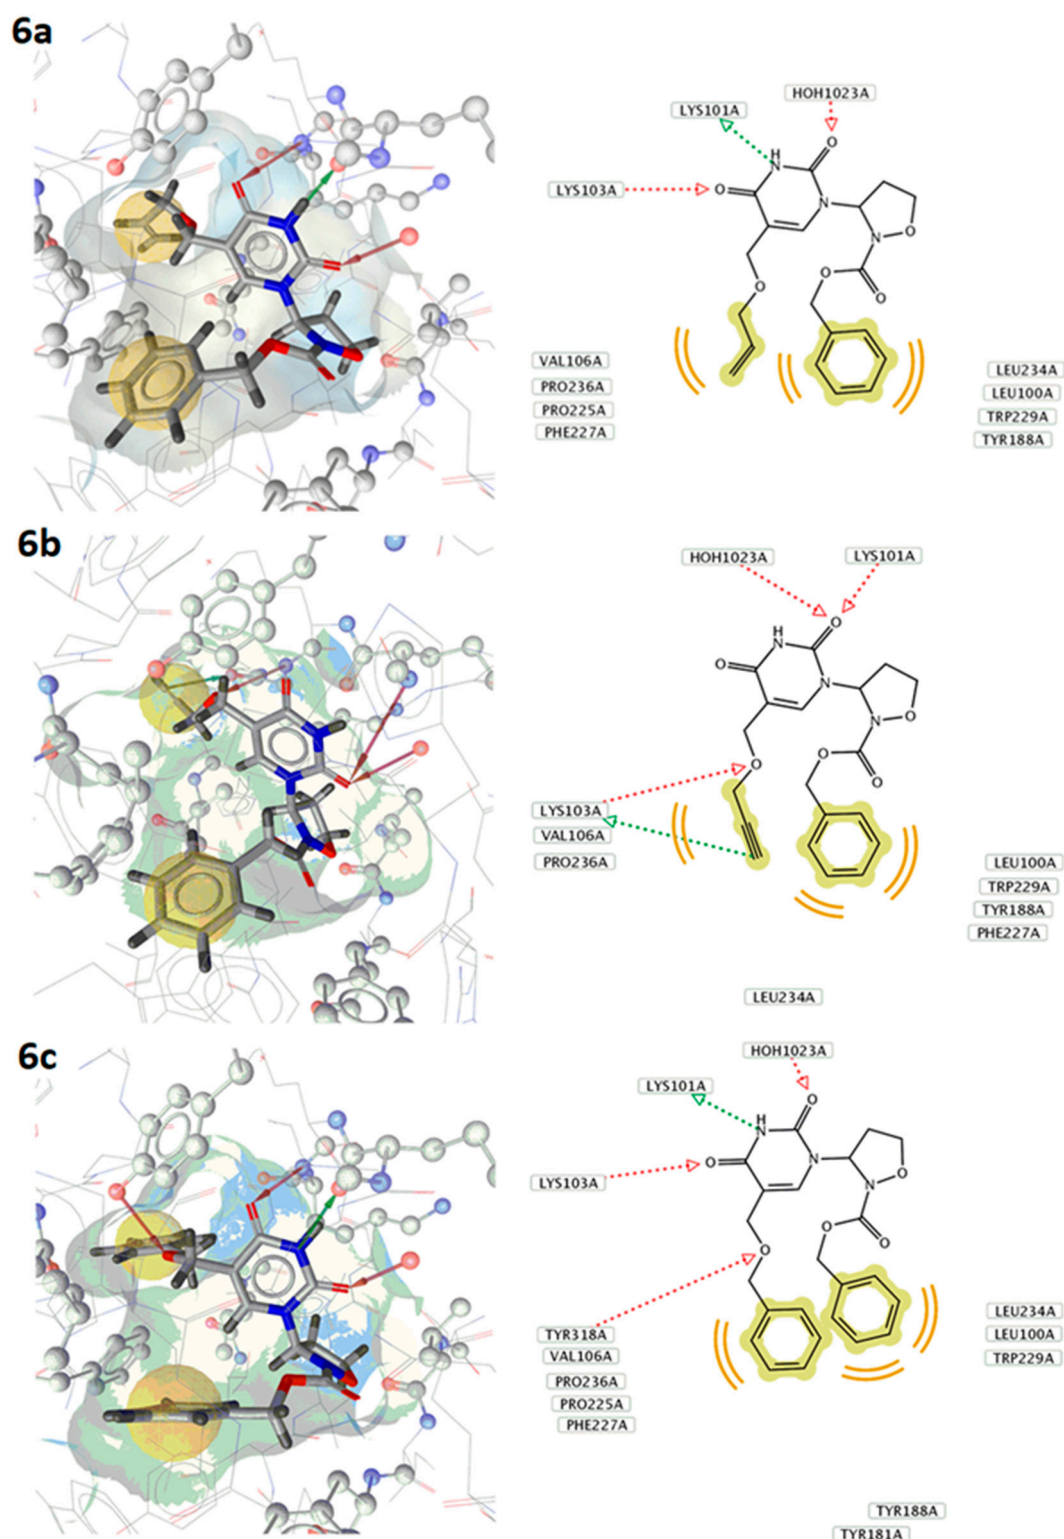 6a
HOH1023A
LYS101A
H
N
O
LYS103A
O
N
N
O
O
O
O
VAL106A
PRO236A
PRO225A
PHE227A
LEU234A
LEU100A
TRP229A
TYR188A
6b
HOH1023A
LYS101A
O
H
N
O
N
N
O
O
O
O
LYS103A
VAL106A
PRO236A
LEU100A
TRP229A
TYR188A
PHE227A
LEU234A
6c
HOH1023A
LYS101A
O
H
N
LYS103A
O
N
N
O
O
O
O
TYR318A
VAL106A
PRO236A
PRO225A
PHE227A
LEU234A
LEU100A
TRP229A
TYR188A
TYR181A